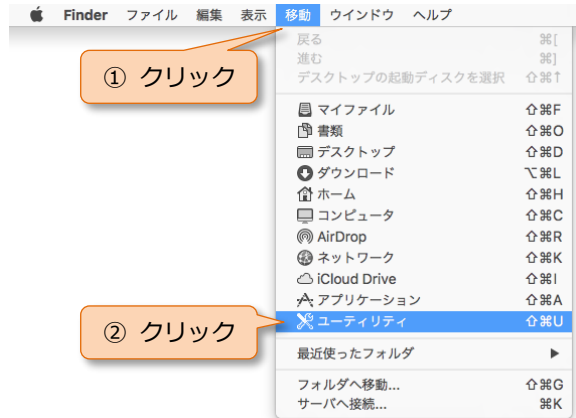 Finder ファイル 編集 表示 移動 ウインドウ ヘルプ
① クリック
戻る ⌘[
進む ⌘]
デスクトップの起動ディスクを選択 ⇧⌘↑
マイファイル ⇧⌘F
書類 ⇧⌘O
デスクトップ ⇧⌘D
ダウンロード ⌥⌘L
ホーム ⇧⌘H
コンピュータ ⇧⌘C
AirDrop ⇧⌘R
ネットワーク ⇧⌘K
iCloud Drive ⇧⌘I
アプリケーション ⇧⌘A
② クリック
ユーティリティ ⇧⌘U
最近使ったフォルダ ▶
フォルダへ移動... ⇧⌘G
サーバへ接続... ⌘K